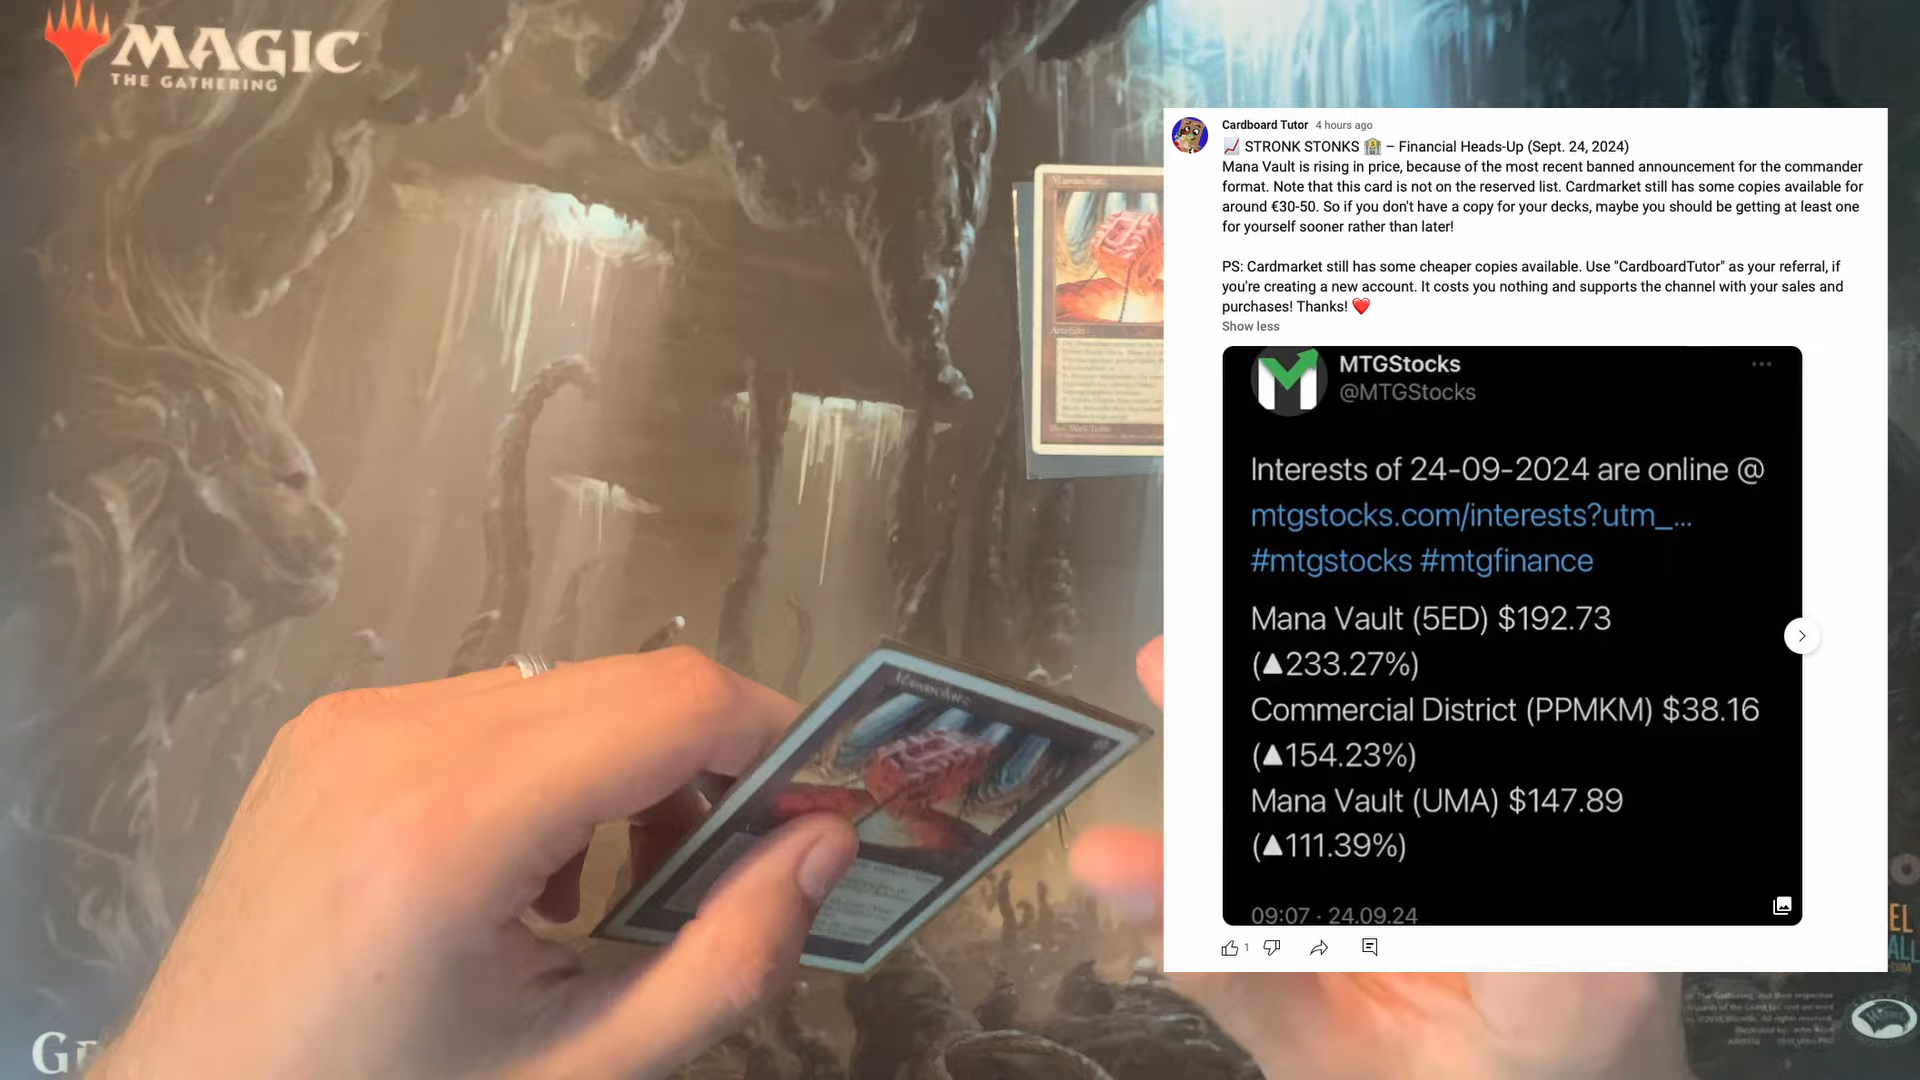 MAGIC
THE GATHERING
Cardboard Tutor 4 hours ago
📈 STRONK STONKS 🏦 – Financial Heads-Up (Sept. 24, 2024)
Mana Vault is rising in price, because of the most recent banned announcement for the commander
format. Note that this card is not on the reserved list. Cardmarket still has some copies available for
around €30-50. So if you don't have a copy for your decks, maybe you should be getting at least one
for yourself sooner rather than later!
PS: Cardmarket still has some cheaper copies available. Use "CardboardTutor" as your referral, if
you're creating a new account. It costs you nothing and supports the channel with your sales and
purchases! Thanks! ❤️
Show less
MTGStocks
@MTGStocks
Interests of 24-09-2024 are online @
mtgstocks.com/interests?utm_...
#mtgstocks #mtgfinance
Mana Vault (5ED) $192.73
(▲233.27%)
Commercial District (PPMKM) $38.16
(▲154.23%)
Mana Vault (UMA) $147.89
(▲111.39%)
09:07 · 24.09.24
1